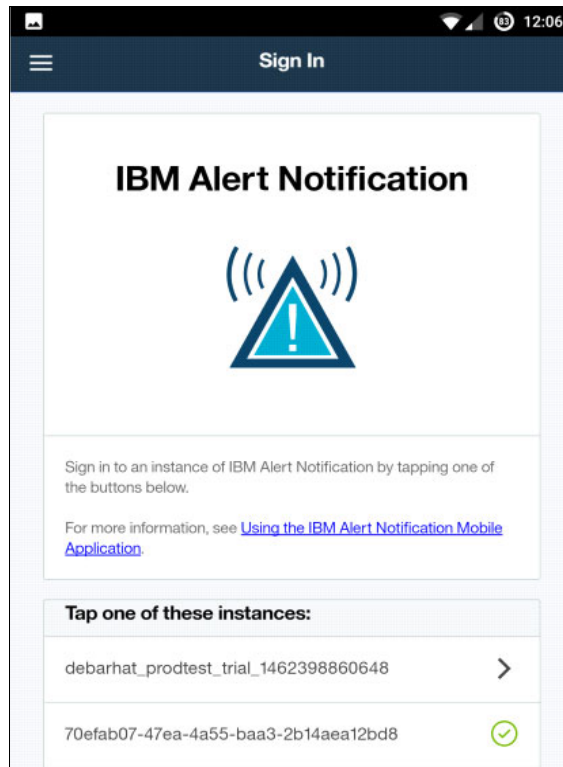 83 12:06
Sign In
IBM Alert Notification
!
Sign in to an instance of IBM Alert Notification by tapping one of
the buttons below.
For more information, see Using the IBM Alert Notification Mobile
Application.
Tap one of these instances:
debarhat_prodtest_trial_1462398860648
70efab07-47ea-4a55-baa3-2b14aea12bd8